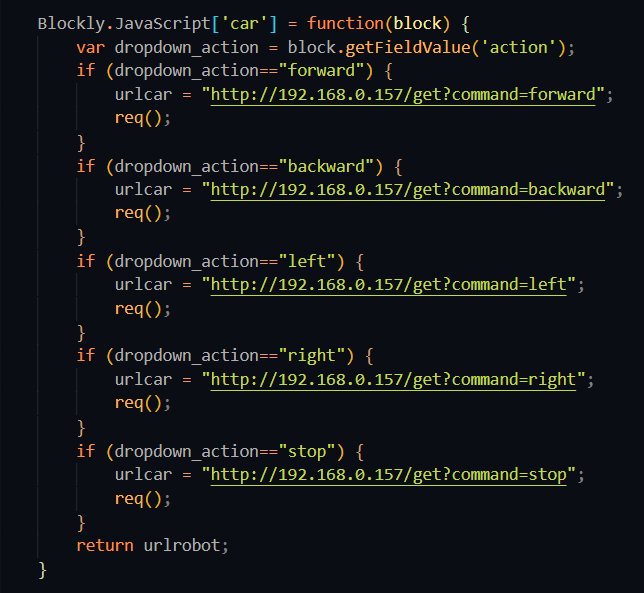 Blockly.JavaScript['car'] = function(block) {
    var dropdown_action = block.getFieldValue('action');
    if (dropdown_action=="forward") {
        urlcar = "http://192.168.0.157/get?command=forward";
        req();
    }
    if (dropdown_action=="backward") {
        urlcar = "http://192.168.0.157/get?command=backward";
        req();
    }
    if (dropdown_action=="left") {
        urlcar = "http://192.168.0.157/get?command=left";
        req();
    }
    if (dropdown_action=="right") {
        urlcar = "http://192.168.0.157/get?command=right";
        req();
    }
    if (dropdown_action=="stop") {
        urlcar = "http://192.168.0.157/get?command=stop";
        req();
    }
    return urlrobot;
}